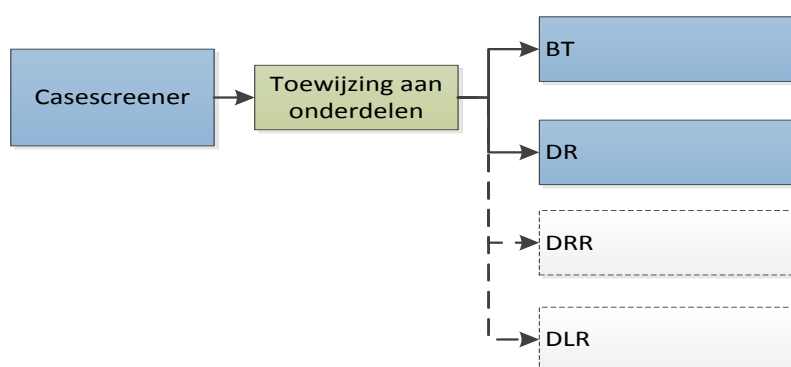 Casescreener
Toewijzing aan
onderdelen
BT
DR
DRR
DLR